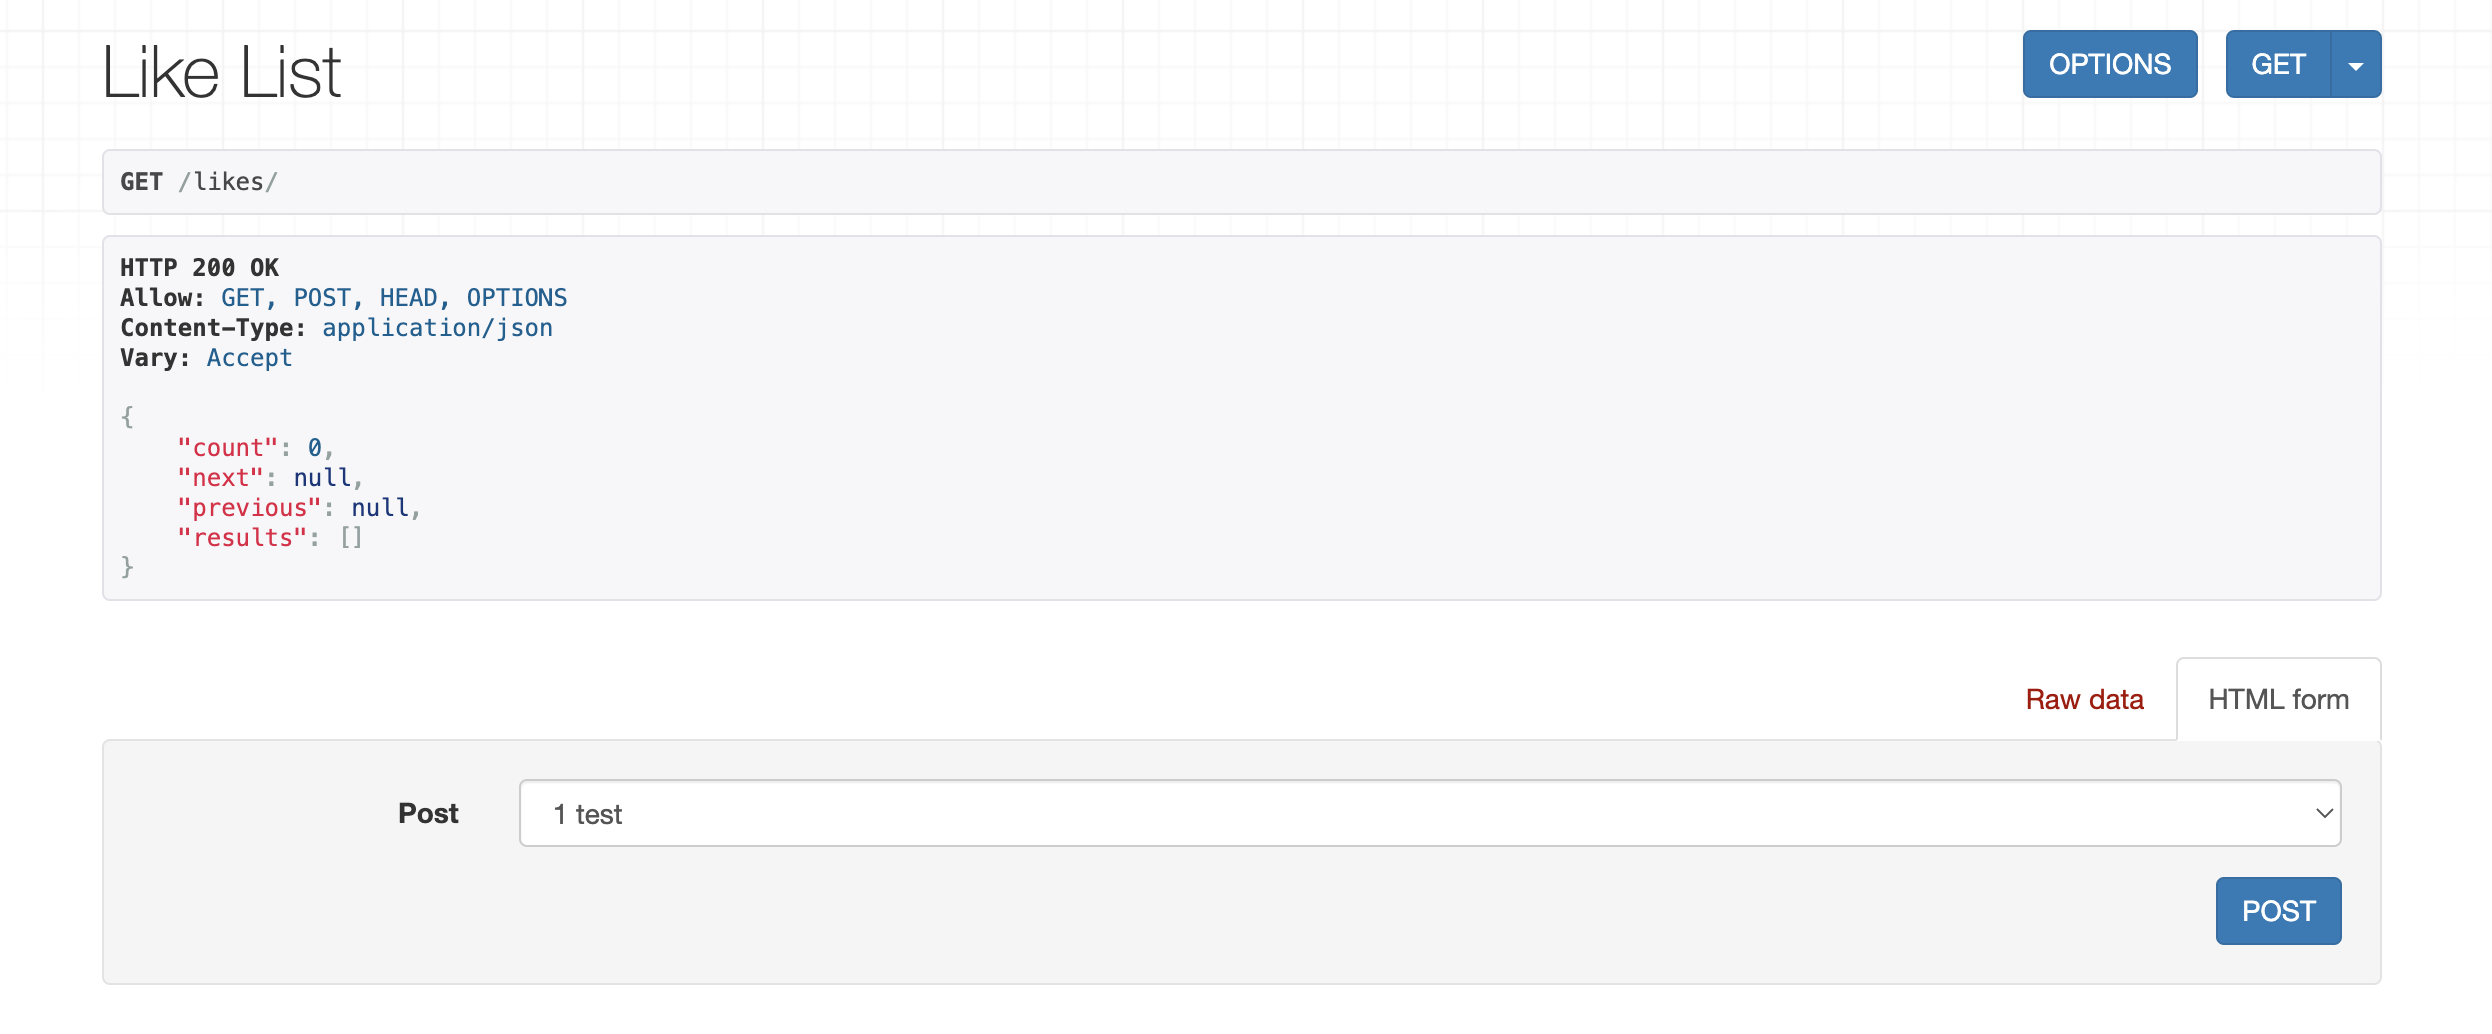 Like List
OPTIONS
GET
GET /likes/
HTTP 200 OK
Allow: GET, POST, HEAD, OPTIONS
Content-Type: application/json
Vary: Accept
{
    "count": 0,
    "next": null,
    "previous": null,
    "results": []
}
Raw data
HTML form
Post
1 test
POST